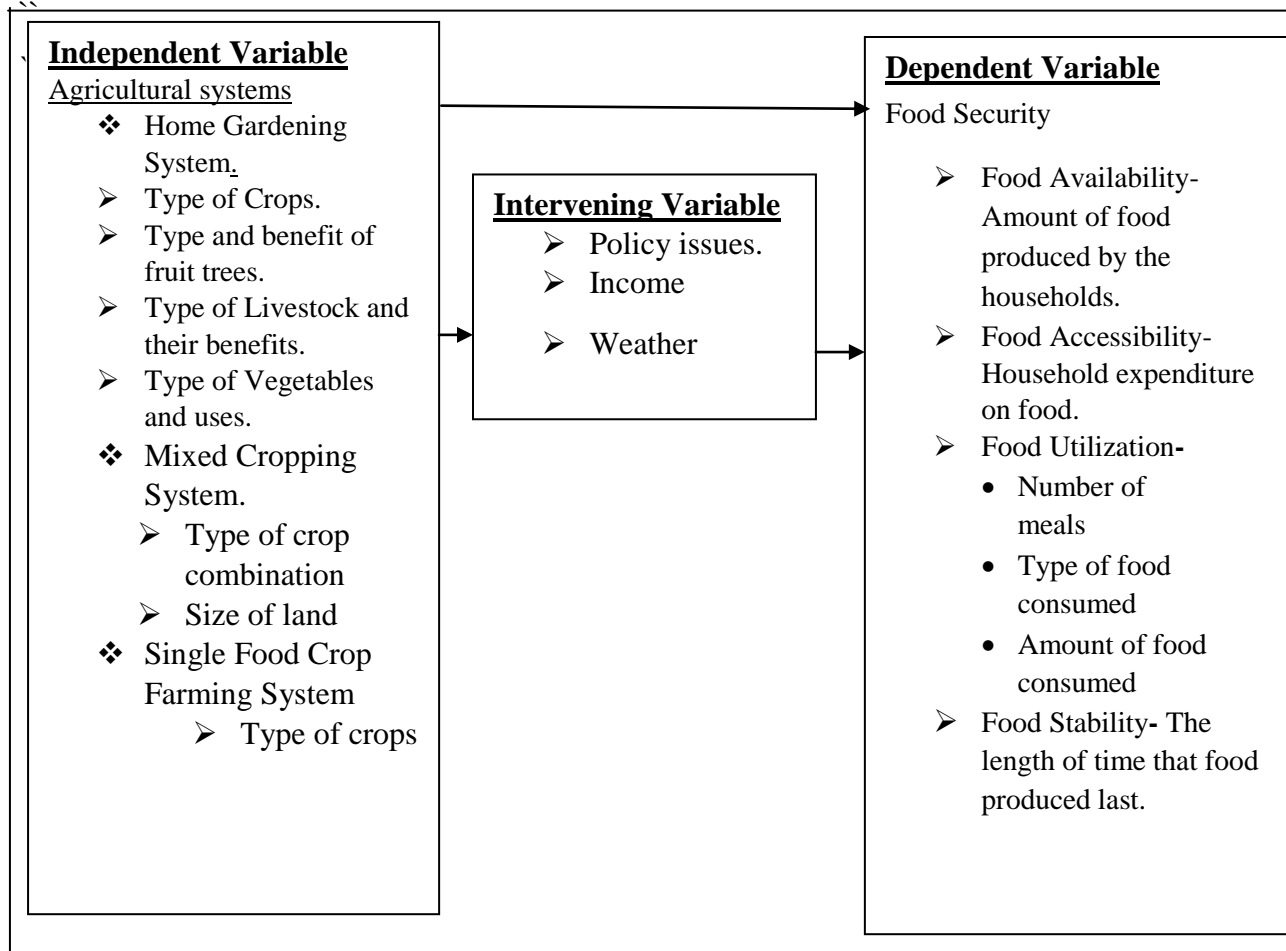 Independent Variable
Agricultural systems
❖ Home Gardening
System.
➢ Type of Crops.
➢ Type and benefit of
fruit trees.
➢ Type of Livestock and
their benefits.
➢ Type of Vegetables
and uses.
❖ Mixed Cropping
System.
➢ Type of crop
combination
➢ Size of land
❖ Single Food Crop
Farming System
➢ Type of crops
Intervening Variable
➢ Policy issues.
➢ Income
➢ Weather
Dependent Variable
Food Security
➢ Food Availability-
Amount of food
produced by the
households.
➢ Food Accessibility-
Household expenditure
on food.
➢ Food Utilization-
• Number of
meals
• Type of food
consumed
• Amount of food
consumed
➢ Food Stability- The
length of time that food
produced last.